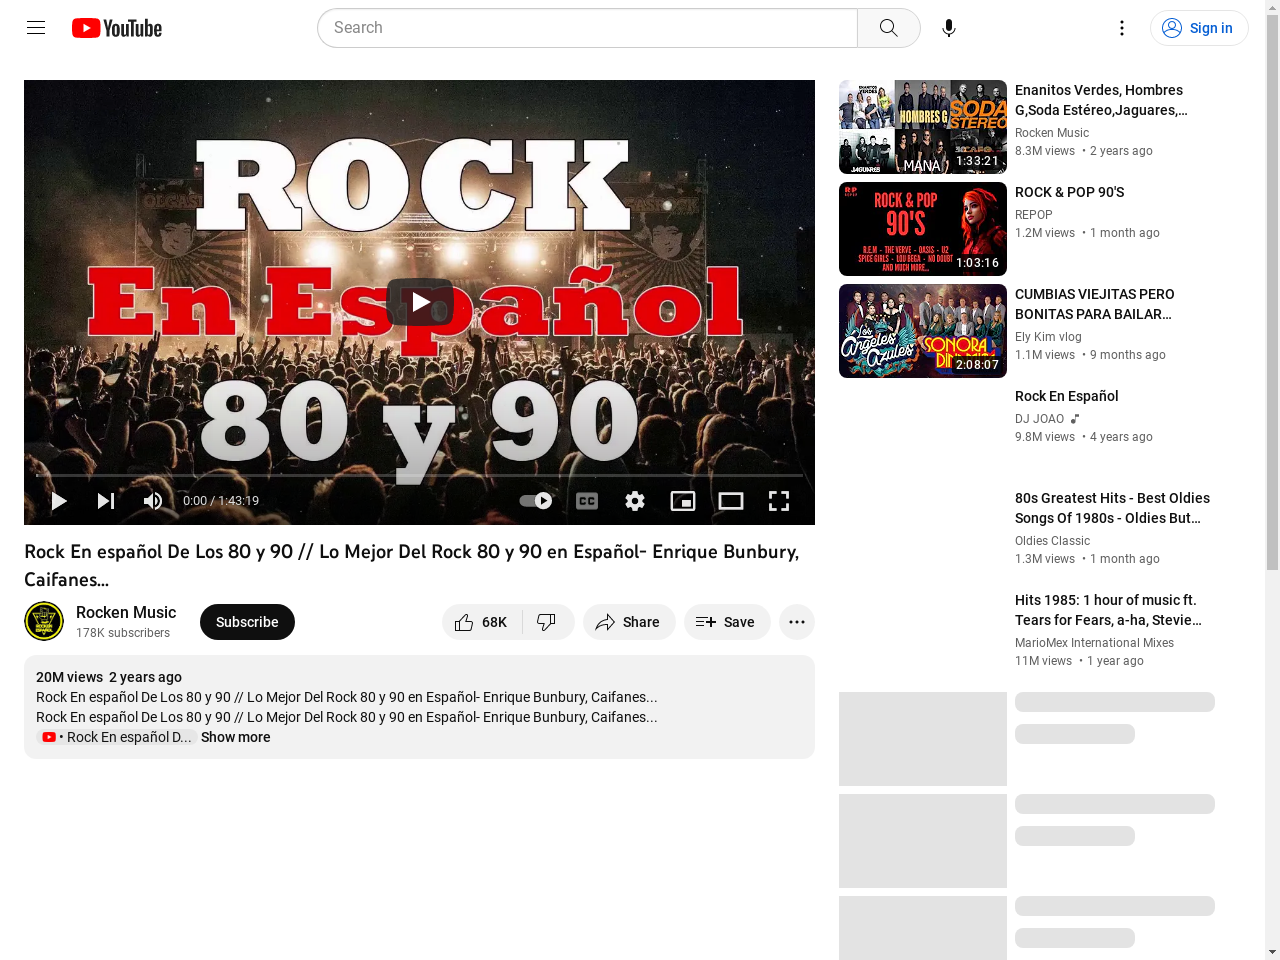 YouTube
Search
Sign in
ROCK
En Español
80 y 90
0:00 / 1:43:19
CC
Rock En español De Los 80 y 90 // Lo Mejor Del Rock 80 y 90 en Español- Enrique Bunbury,
Caifanes...
Rocken Music
178K subscribers
Subscribe
68K
Share
Save
20M views 2 years ago
Rock En español De Los 80 y 90 // Lo Mejor Del Rock 80 y 90 en Español- Enrique Bunbury, Caifanes...
Rock En español De Los 80 y 90 // Lo Mejor Del Rock 80 y 90 en Español- Enrique Bunbury, Caifanes...
• Rock En español D... Show more
ENANITOS VERDES
HOMBRES G
SODA STEREO
JAGUARES
MANA
1:33:21
Enanitos Verdes, Hombres
G,Soda Estéreo,Jaguares,...
Rocken Music
8.3M views • 2 years ago
RP
REPOP
ROCK & POP
90'S
R.E.M - THE VERVE - OASIS - U2
SPICE GIRLS - LOU BEGA - NO DOUBT
AND MUCH MORE...
1:03:16
ROCK & POP 90'S
REPOP
1.2M views • 1 month ago
Los Angeles Azules
SONORA
2:08:07
CUMBIAS VIEJITAS PERO
BONITAS PARA BAILAR...
Ely Kim vlog
1.1M views • 9 months ago
Rock En Español
DJ JOAO
9.8M views • 4 years ago
80s Greatest Hits - Best Oldies
Songs Of 1980s - Oldies But...
Oldies Classic
1.3M views • 1 month ago
Hits 1985: 1 hour of music ft.
Tears for Fears, a-ha, Stevie...
MarioMex International Mixes
11M views • 1 year ago